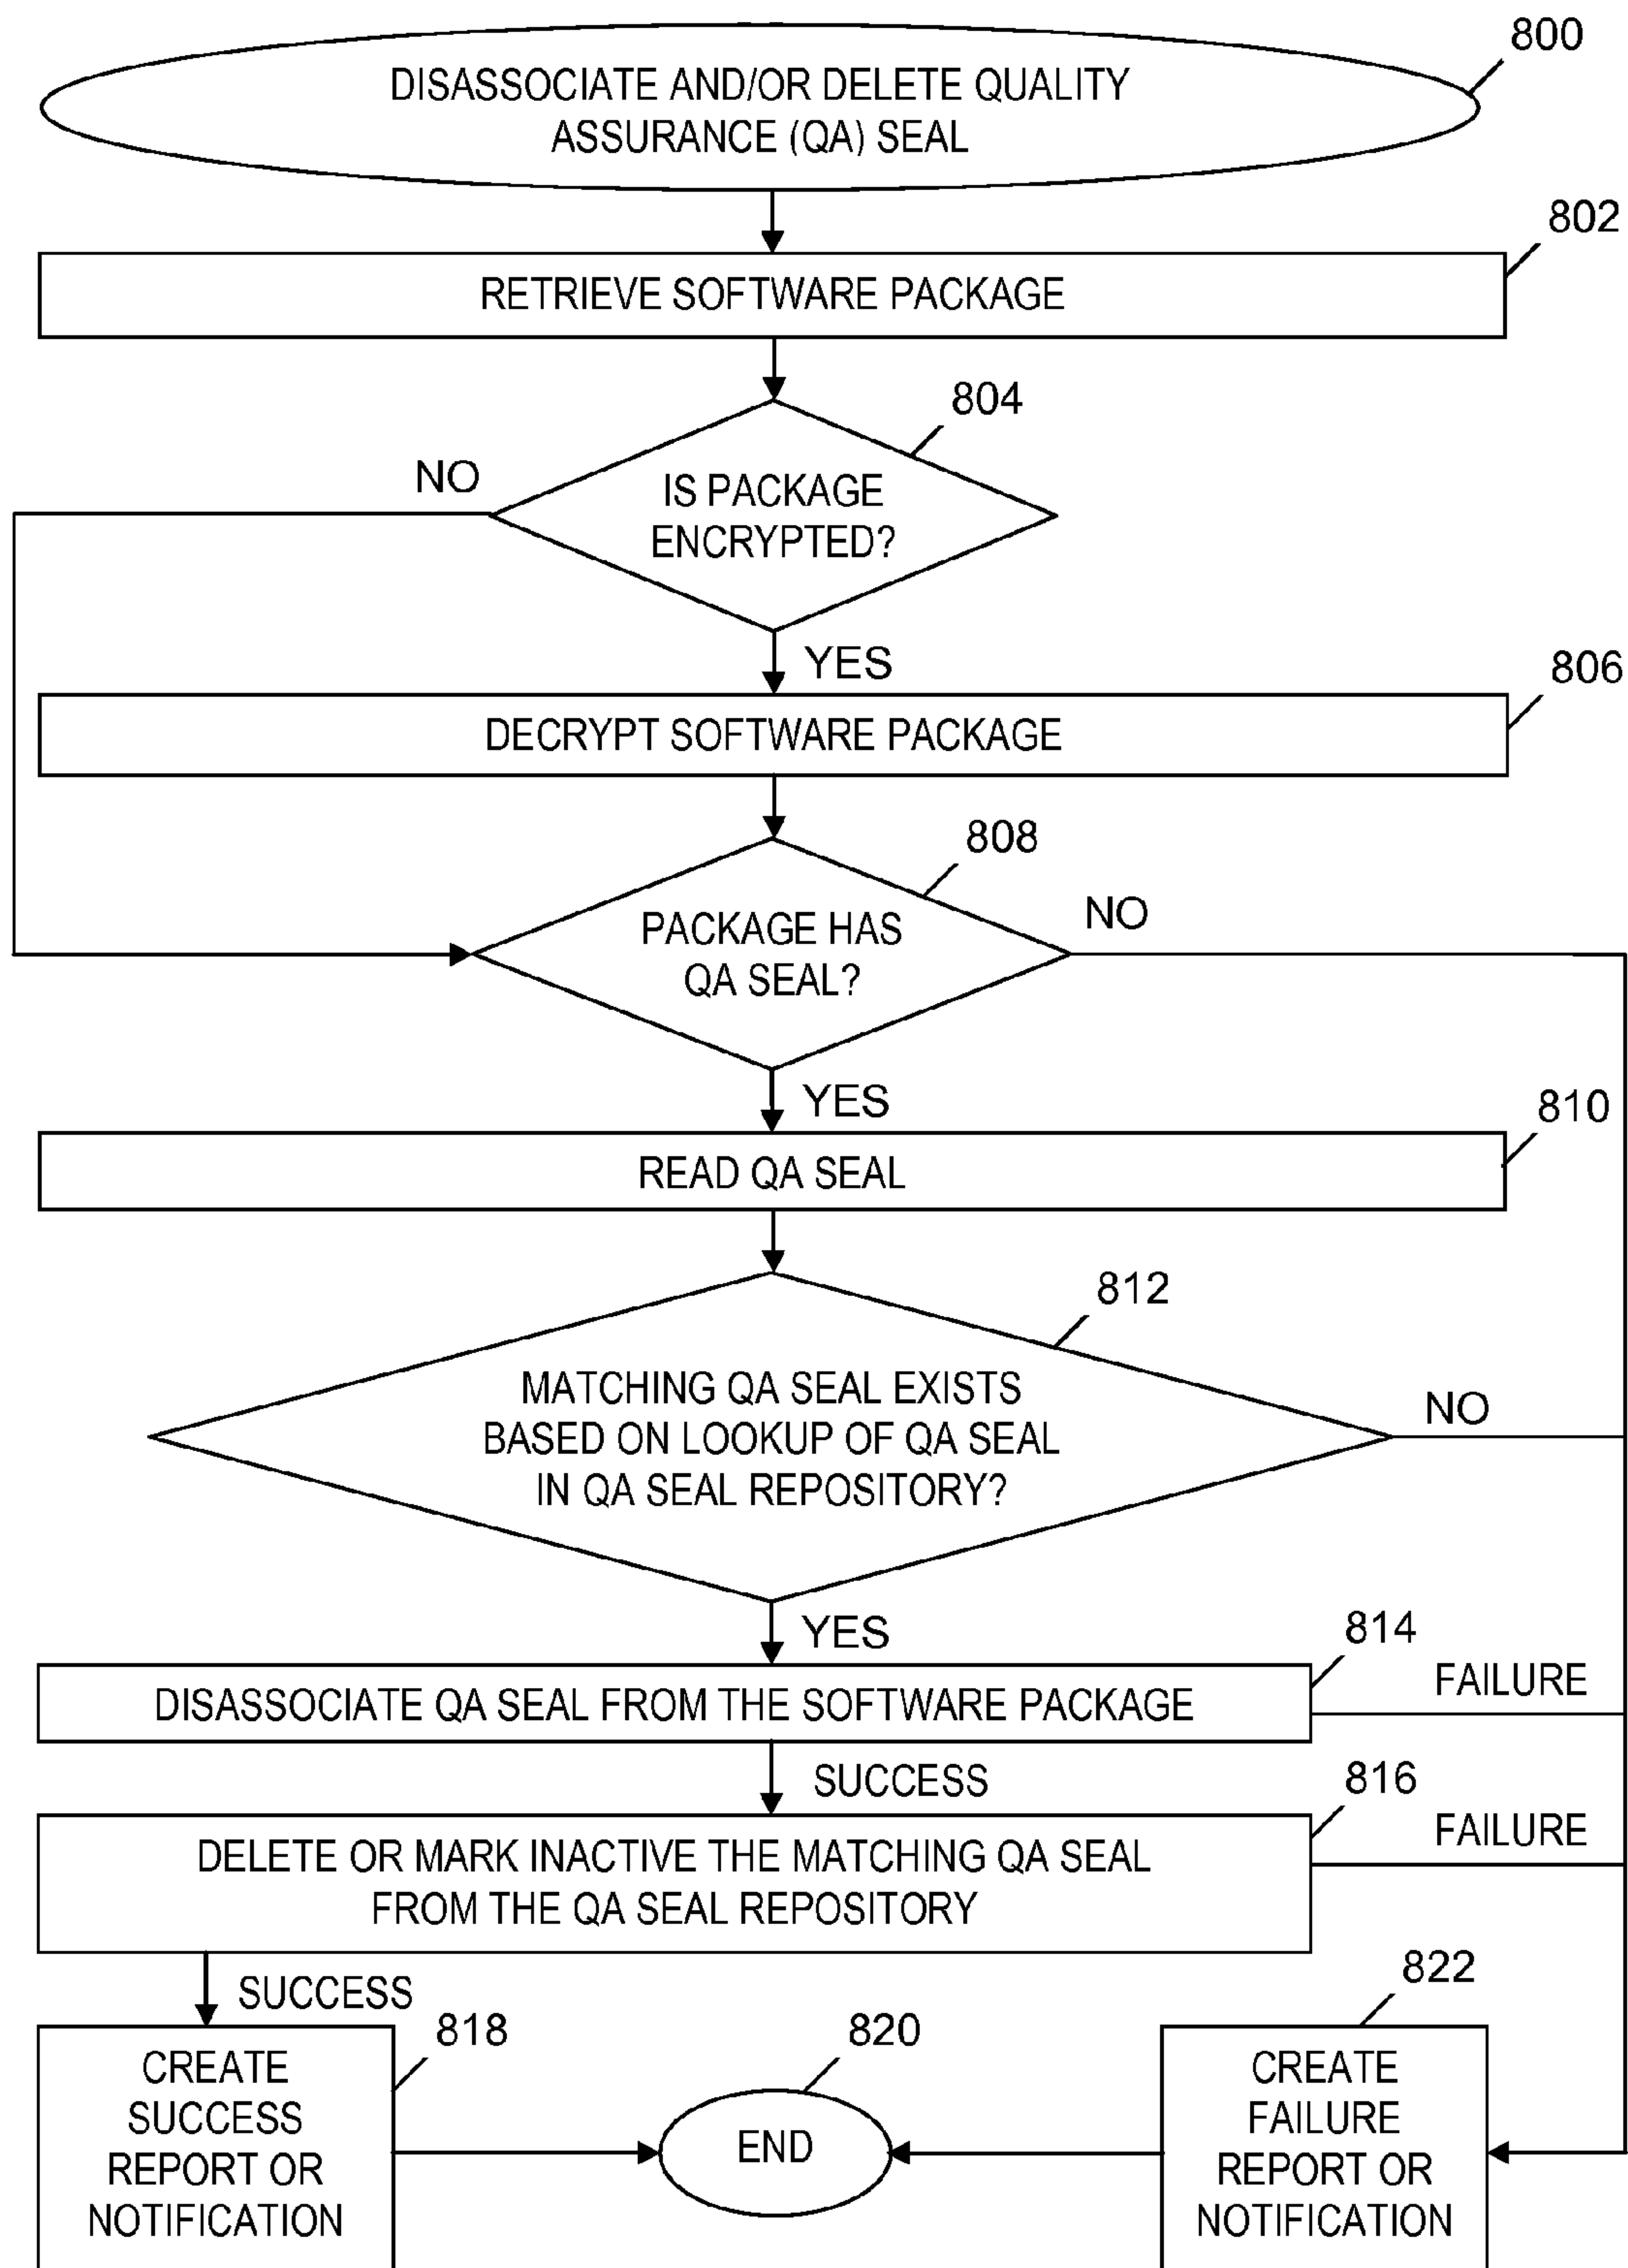 800
DISASSOCIATE AND/OR DELETE QUALITY
ASSURANCE (QA) SEAL
802
RETRIEVE SOFTWARE PACKAGE
804
NO
IS PACKAGE
ENCRYPTED?
YES
806
DECRYPT SOFTWARE PACKAGE
808
NO
PACKAGE HAS
QA SEAL?
YES
810
READ QA SEAL
812
MATCHING QA SEAL EXISTS
BASED ON LOOKUP OF QA SEAL
IN QA SEAL REPOSITORY?
NO
YES
814
FAILURE
DISASSOCIATE QA SEAL FROM THE SOFTWARE PACKAGE
SUCCESS
816
FAILURE
DELETE OR MARK INACTIVE THE MATCHING QA SEAL
FROM THE QA SEAL REPOSITORY
SUCCESS
818
CREATE
SUCCESS
REPORT OR
NOTIFICATION
820
END
822
CREATE
FAILURE
REPORT OR
NOTIFICATION